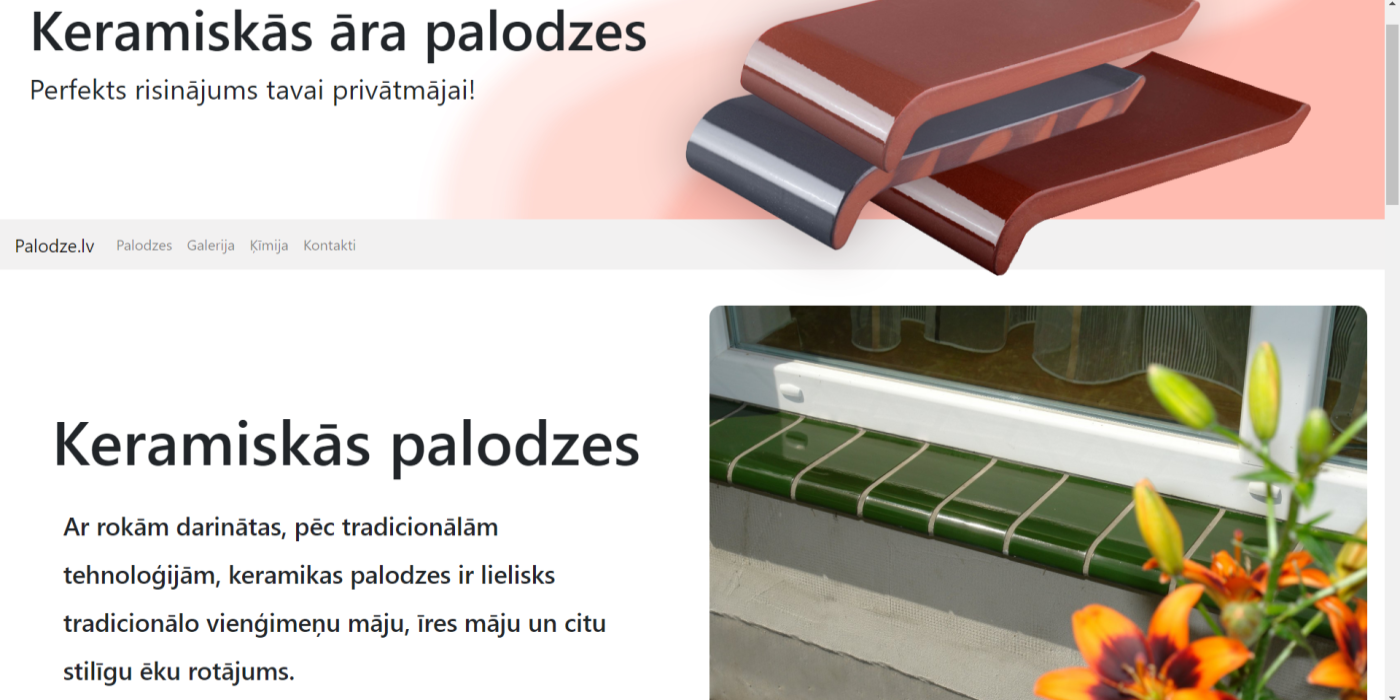 Keramiskās āra palodzes
Perfekts risinājums tavai privātmājai!
Palodze.lv Palodzes Galerija Ķīmija Kontakti
Keramiskās palodzes
Ar rokām darinātas, pēc tradicionālām
tehnoloģijām, keramikas palodzes ir lielisks
tradicionālo vienģimeņu māju, īres māju un citu
stilīgu ēku rotājums.